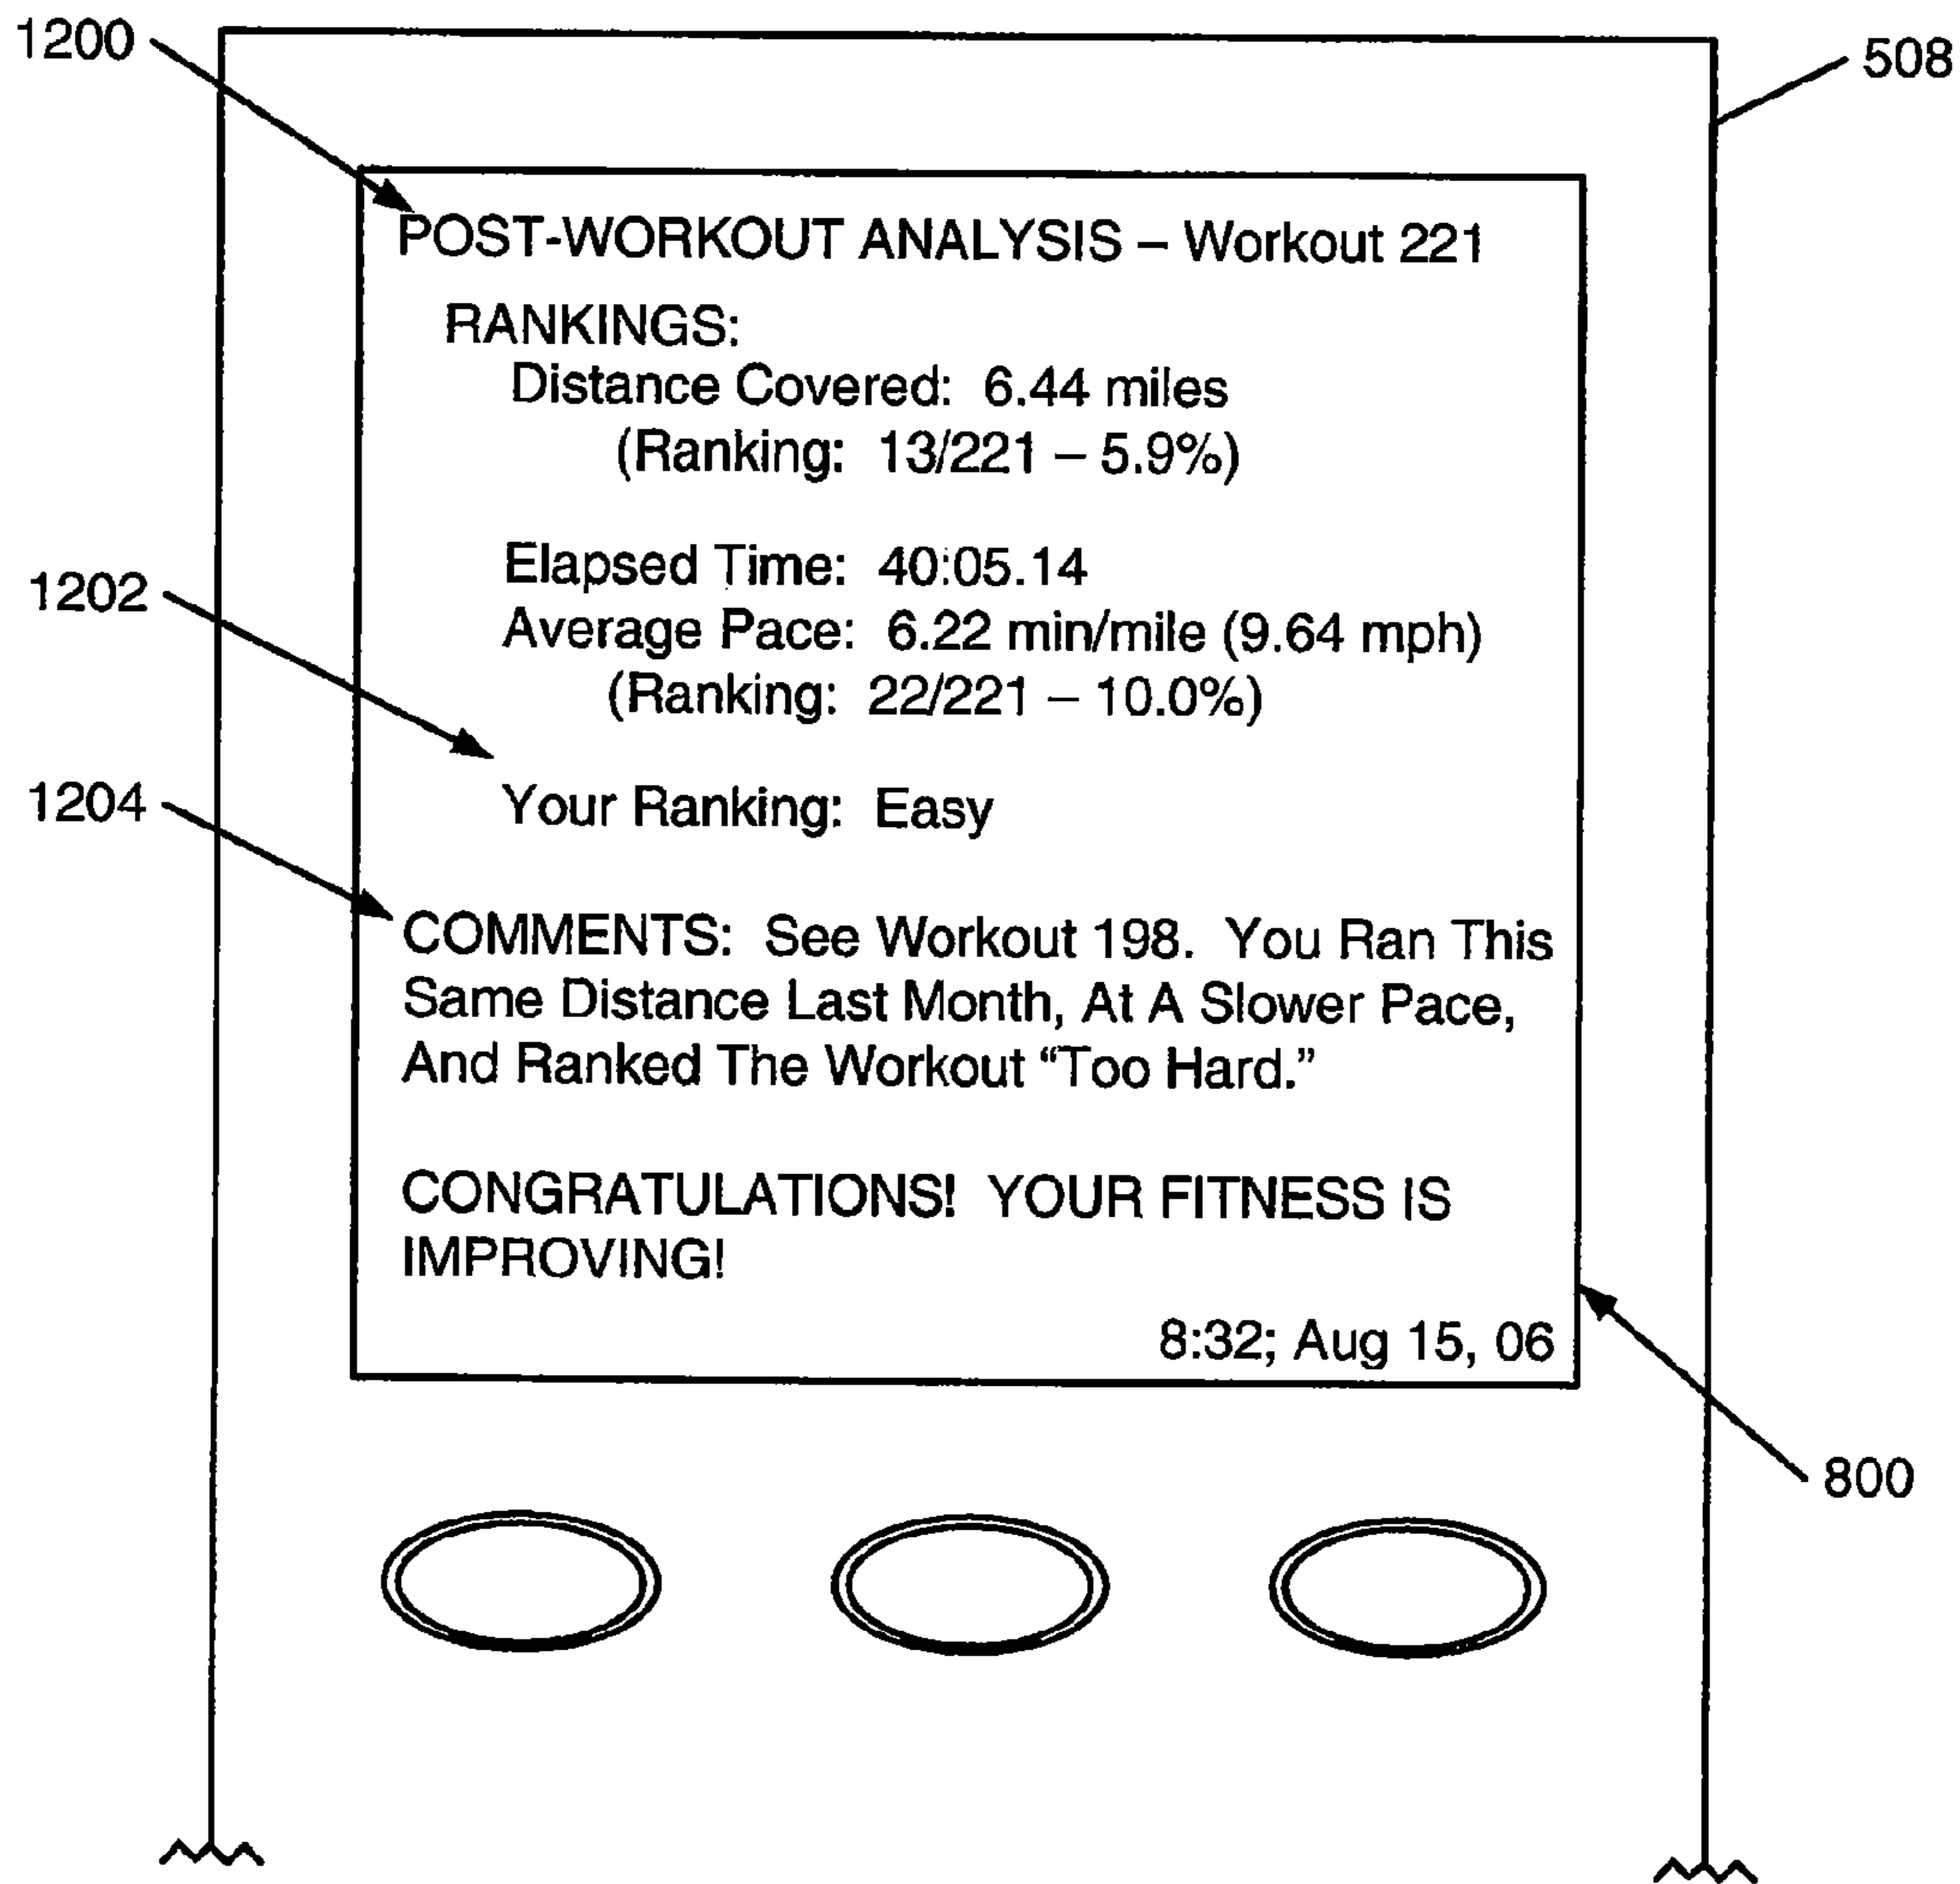 1200
508
POST-WORKOUT ANALYSIS – Workout 221
RANKINGS:
Distance Covered: 6.44 miles
(Ranking: 13/221 – 5.9%)
Elapsed Time: 40:05.14
1202
Average Pace: 6.22 min/mile (9.64 mph)
(Ranking: 22/221 – 10.0%)
1204
Your Ranking: Easy
COMMENTS: See Workout 198. You Ran This
Same Distance Last Month, At A Slower Pace,
And Ranked The Workout “Too Hard.”
CONGRATULATIONS! YOUR FITNESS IS
IMPROVING!
8:32; Aug 15, 06
800